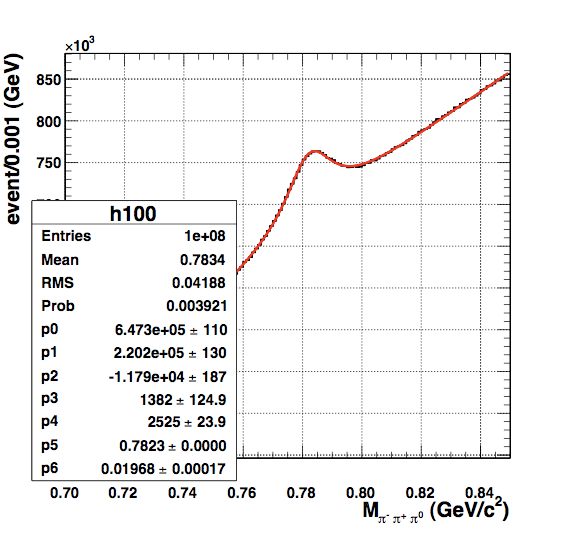 ×10³
event/0.001 (GeV)
850
800
750
h100
Entries 1e+08
Mean 0.7834
RMS 0.04188
Prob 0.003921
p0 6.473e+05 ± 110
p1 2.202e+05 ± 130
p2 -1.179e+04 ± 187
p3 1382 ± 124.9
p4 2525 ± 23.9
p5 0.7823 ± 0.0000
p6 0.01968 ± 0.00017
0.70 0.72 0.74 0.76 0.78 0.80 0.82 0.84
M π⁻ π⁺ π⁰ (GeV/c²)